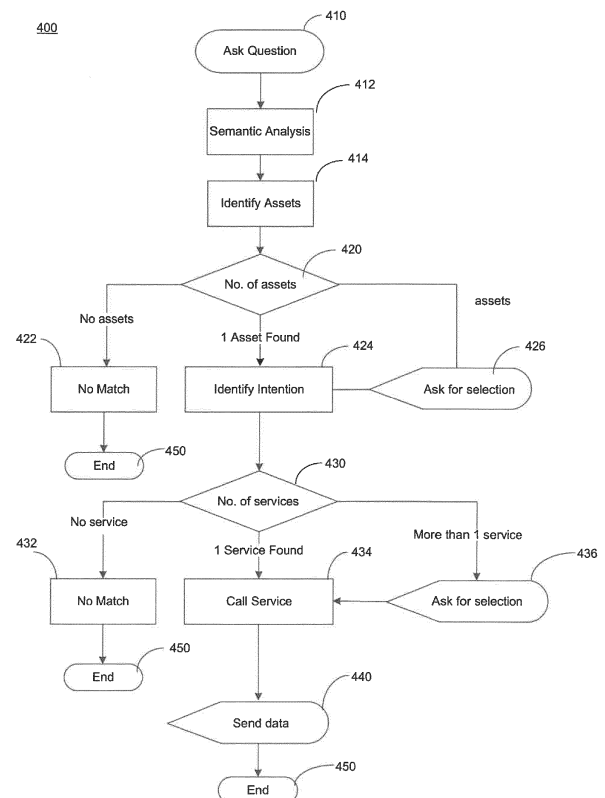 400
410
Ask Question
412
Semantic Analysis
414
Identify Assets
420
No. of assets
assets
No assets
1 Asset Found
422
424
426
No Match
Identify Intention
Ask for selection
450
End
430
No. of services
No service
1 Service Found
More than 1 service
432
434
436
No Match
Call Service
Ask for selection
450
End
440
Send data
450
End